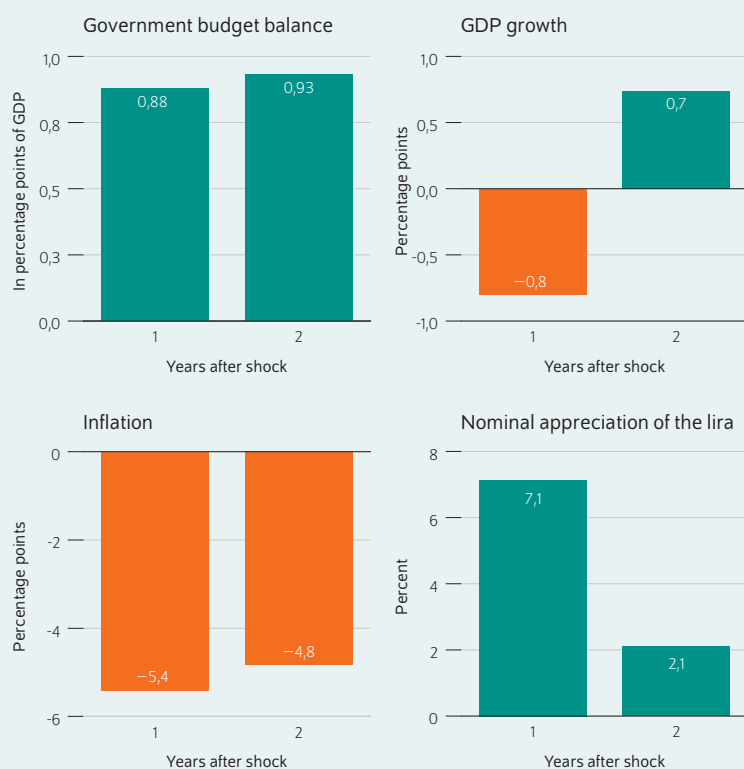 Government budget balance
In percentage points of GDP
1,0
0,8
0,5
0,3
0,0
0,88
0,93
1
2
Years after shock
GDP growth
Percentage points
1,0
0,5
0,0
-0,5
-1,0
−0,8
0,7
1
2
Years after shock
Inflation
Percentage points
0
-2
-4
-6
−5,4
−4,8
1
2
Years after shock
Nominal appreciation of the lira
Percent
8
6
4
2
0
7,1
2,1
1
2
Years after shock